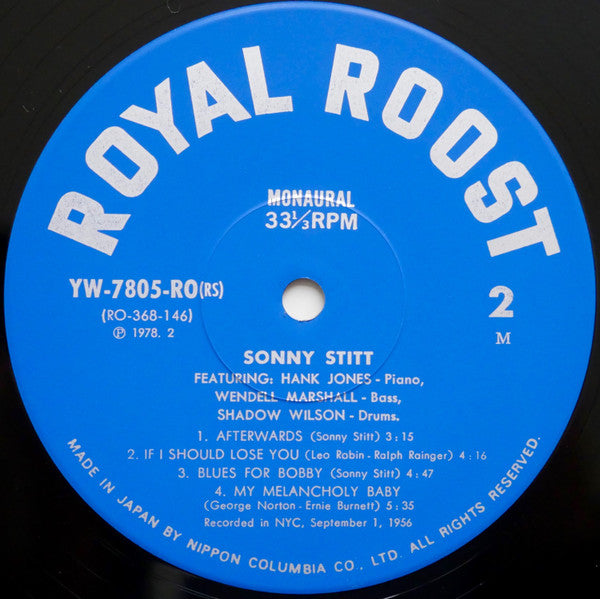 ROYAL ROOST
MONAURAL
33⅓RPM
YW-7805-RO(RS)
(RO-368-146)
℗ 1978. 2
2
M
SONNY STITT
FEATURING: HANK JONES - Piano,
WENDELL MARSHALL - Bass,
SHADOW WILSON - Drums.
1. AFTERWARDS (Sonny Stitt) 3:15
2. IF I SHOULD LOSE YOU (Leo Robin - Ralph Rainger) 4:16
3. BLUES FOR BOBBY (Sonny Stitt) 4:47
4. MY MELANCHOLY BABY
(George Norton - Ernie Burnett) 5:35
Recorded in NYC, September 1, 1956
MADE IN JAPAN BY NIPPON COLUMBIA CO., LTD. ALL RIGHTS RESERVED.